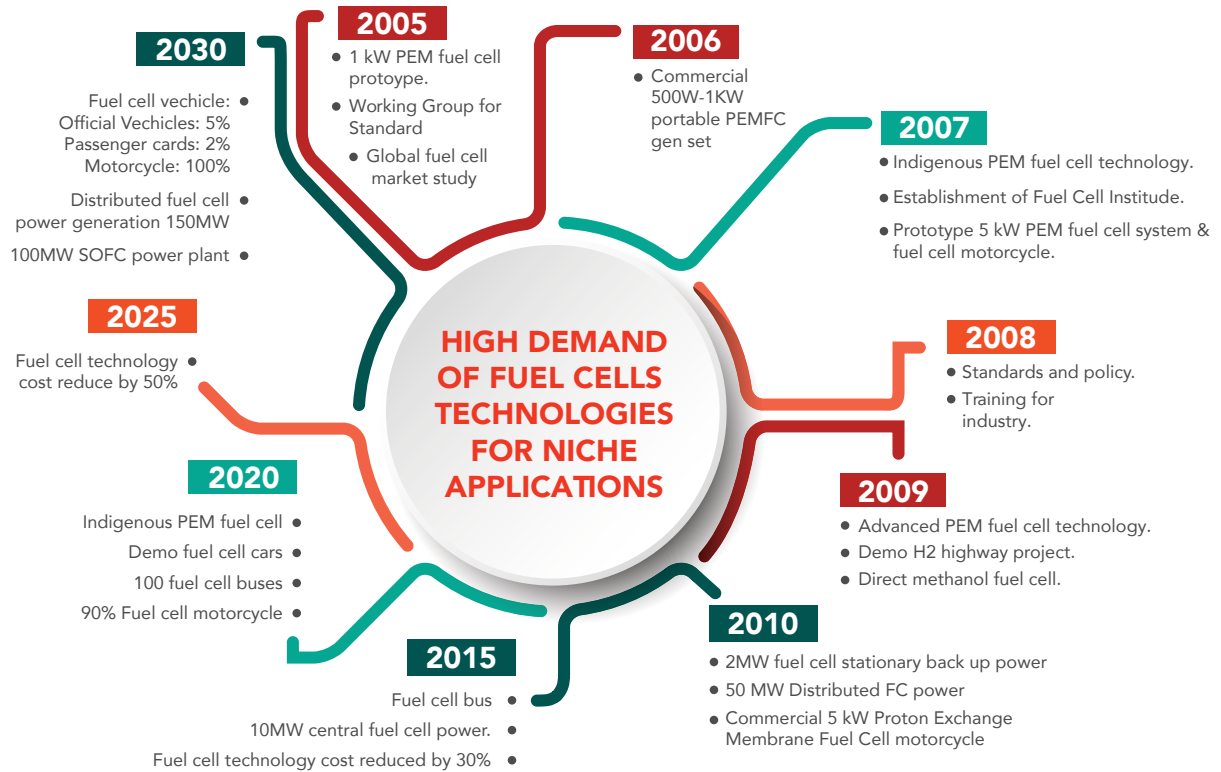 HIGH DEMAND
OF FUEL CELLS
TECHNOLOGIES
FOR NICHE
APPLICATIONS
2005
1 kW PEM fuel cell
protoype.
Working Group for
Standard
Global fuel cell
market study
2006
Commercial
500W-1KW
portable PEMFC
gen set
2007
Indigenous PEM fuel cell technology.
Establishment of Fuel Cell Institude.
Prototype 5 kW PEM fuel cell system &
fuel cell motorcycle.
2008
Standards and policy.
Training for
industry.
2009
Advanced PEM fuel cell technology.
Demo H2 highway project.
Direct methanol fuel cell.
2010
2MW fuel cell stationary back up power
50 MW Distributed FC power
Commercial 5 kW Proton Exchange
Membrane Fuel Cell motorcycle
2015
Fuel cell bus
10MW central fuel cell power.
Fuel cell technology cost reduced by 30%
2020
Indigenous PEM fuel cell
Demo fuel cell cars
100 fuel cell buses
90% Fuel cell motorcycle
2025
Fuel cell technology
cost reduce by 50%
2030
Fuel cell vechicle:
Official Vechicles: 5%
Passenger cards: 2%
Motorcycle: 100%
Distributed fuel cell
power generation 150MW
100MW SOFC power plant